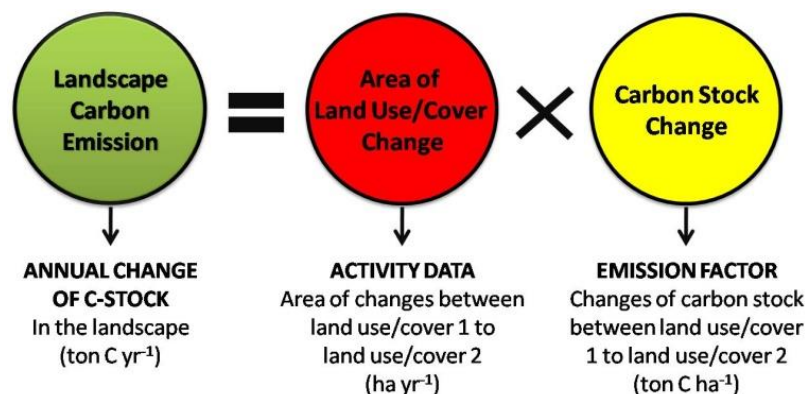 Landscape
Carbon
Emission
=
Area of
Land Use/Cover
Change
×
Carbon Stock
Change
ANNUAL CHANGE
OF C-STOCK
In the landscape
(ton C yr⁻¹)
ACTIVITY DATA
Area of changes between
land use/cover 1 to
land use/cover 2
(ha yr⁻¹)
EMISSION FACTOR
Changes of carbon stock
between land use/cover
1 to land use/cover 2
(ton C ha⁻¹)